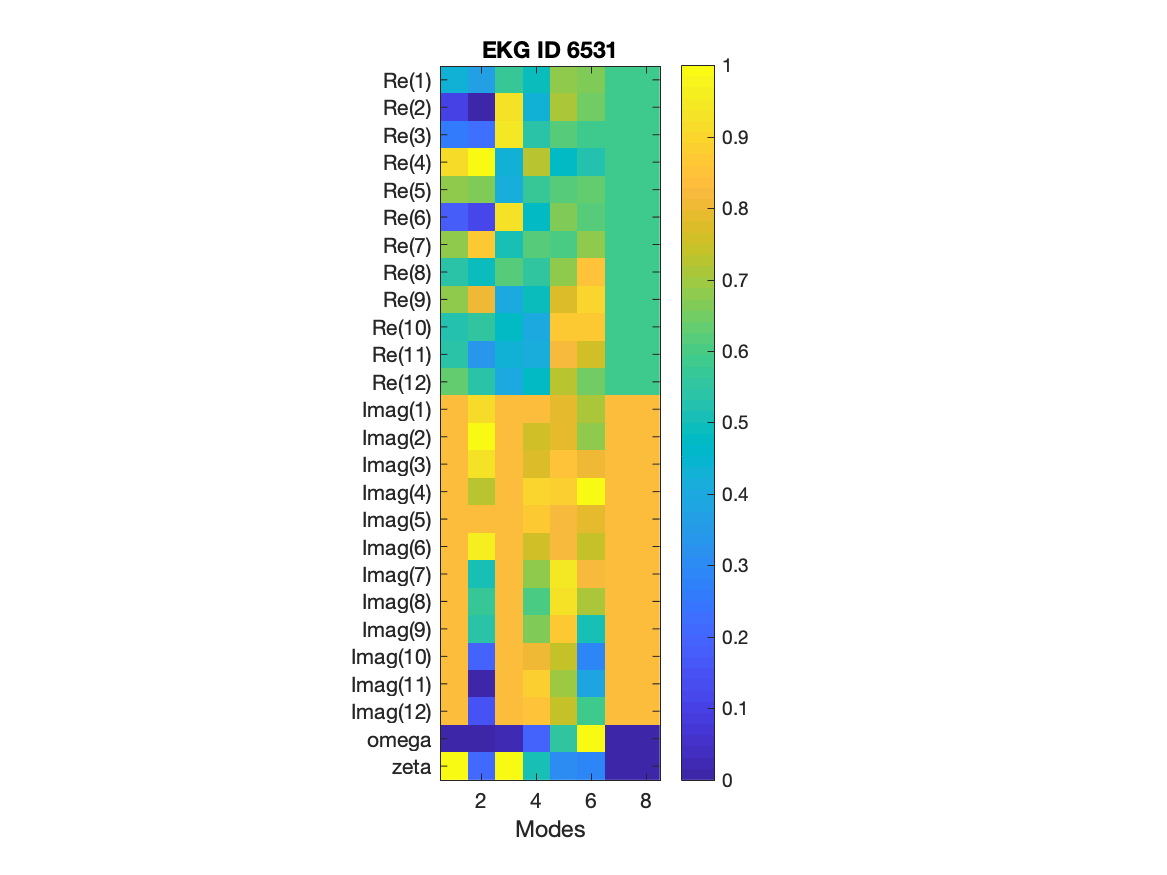 EKG ID 6531
Re(1)
Re(2)
Re(3)
Re(4)
Re(5)
Re(6)
Re(7)
Re(8)
Re(9)
Re(10)
Re(11)
Re(12)
Imag(1)
Imag(2)
Imag(3)
Imag(4)
Imag(5)
Imag(6)
Imag(7)
Imag(8)
Imag(9)
Imag(10)
Imag(11)
Imag(12)
omega
zeta
2 4 6 8
Modes
1
0.9
0.8
0.7
0.6
0.5
0.4
0.3
0.2
0.1
0